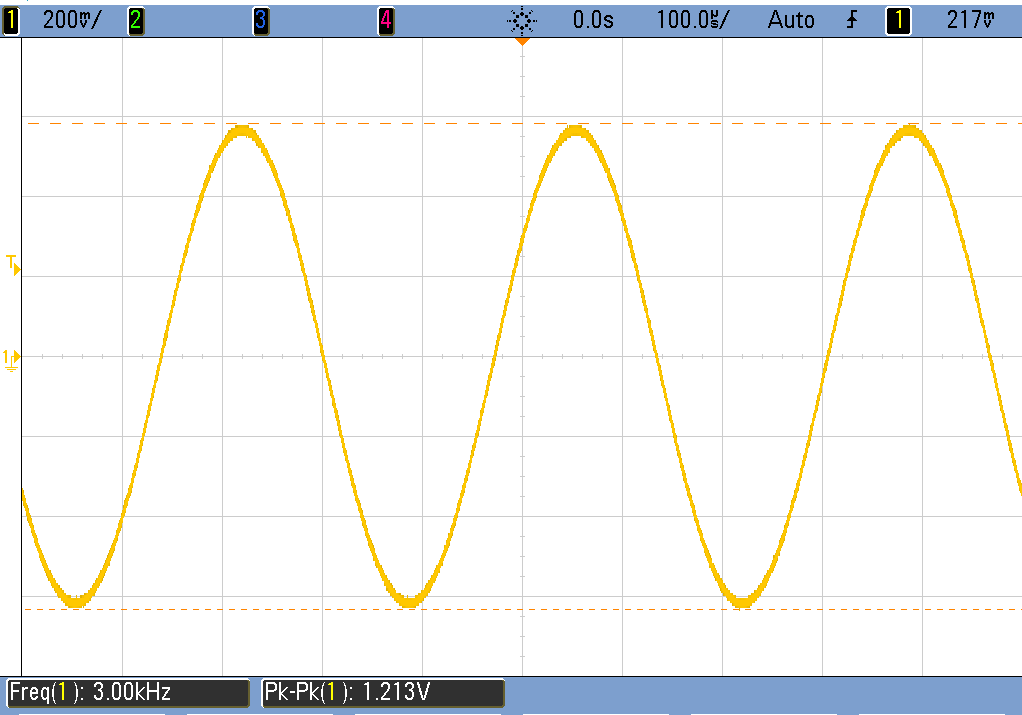 1 200mV/ 2 3 4 0.0s 100.0µs/ Auto 1 217mV
T
1
Freq(1): 3.00kHz Pk-Pk(1): 1.213V